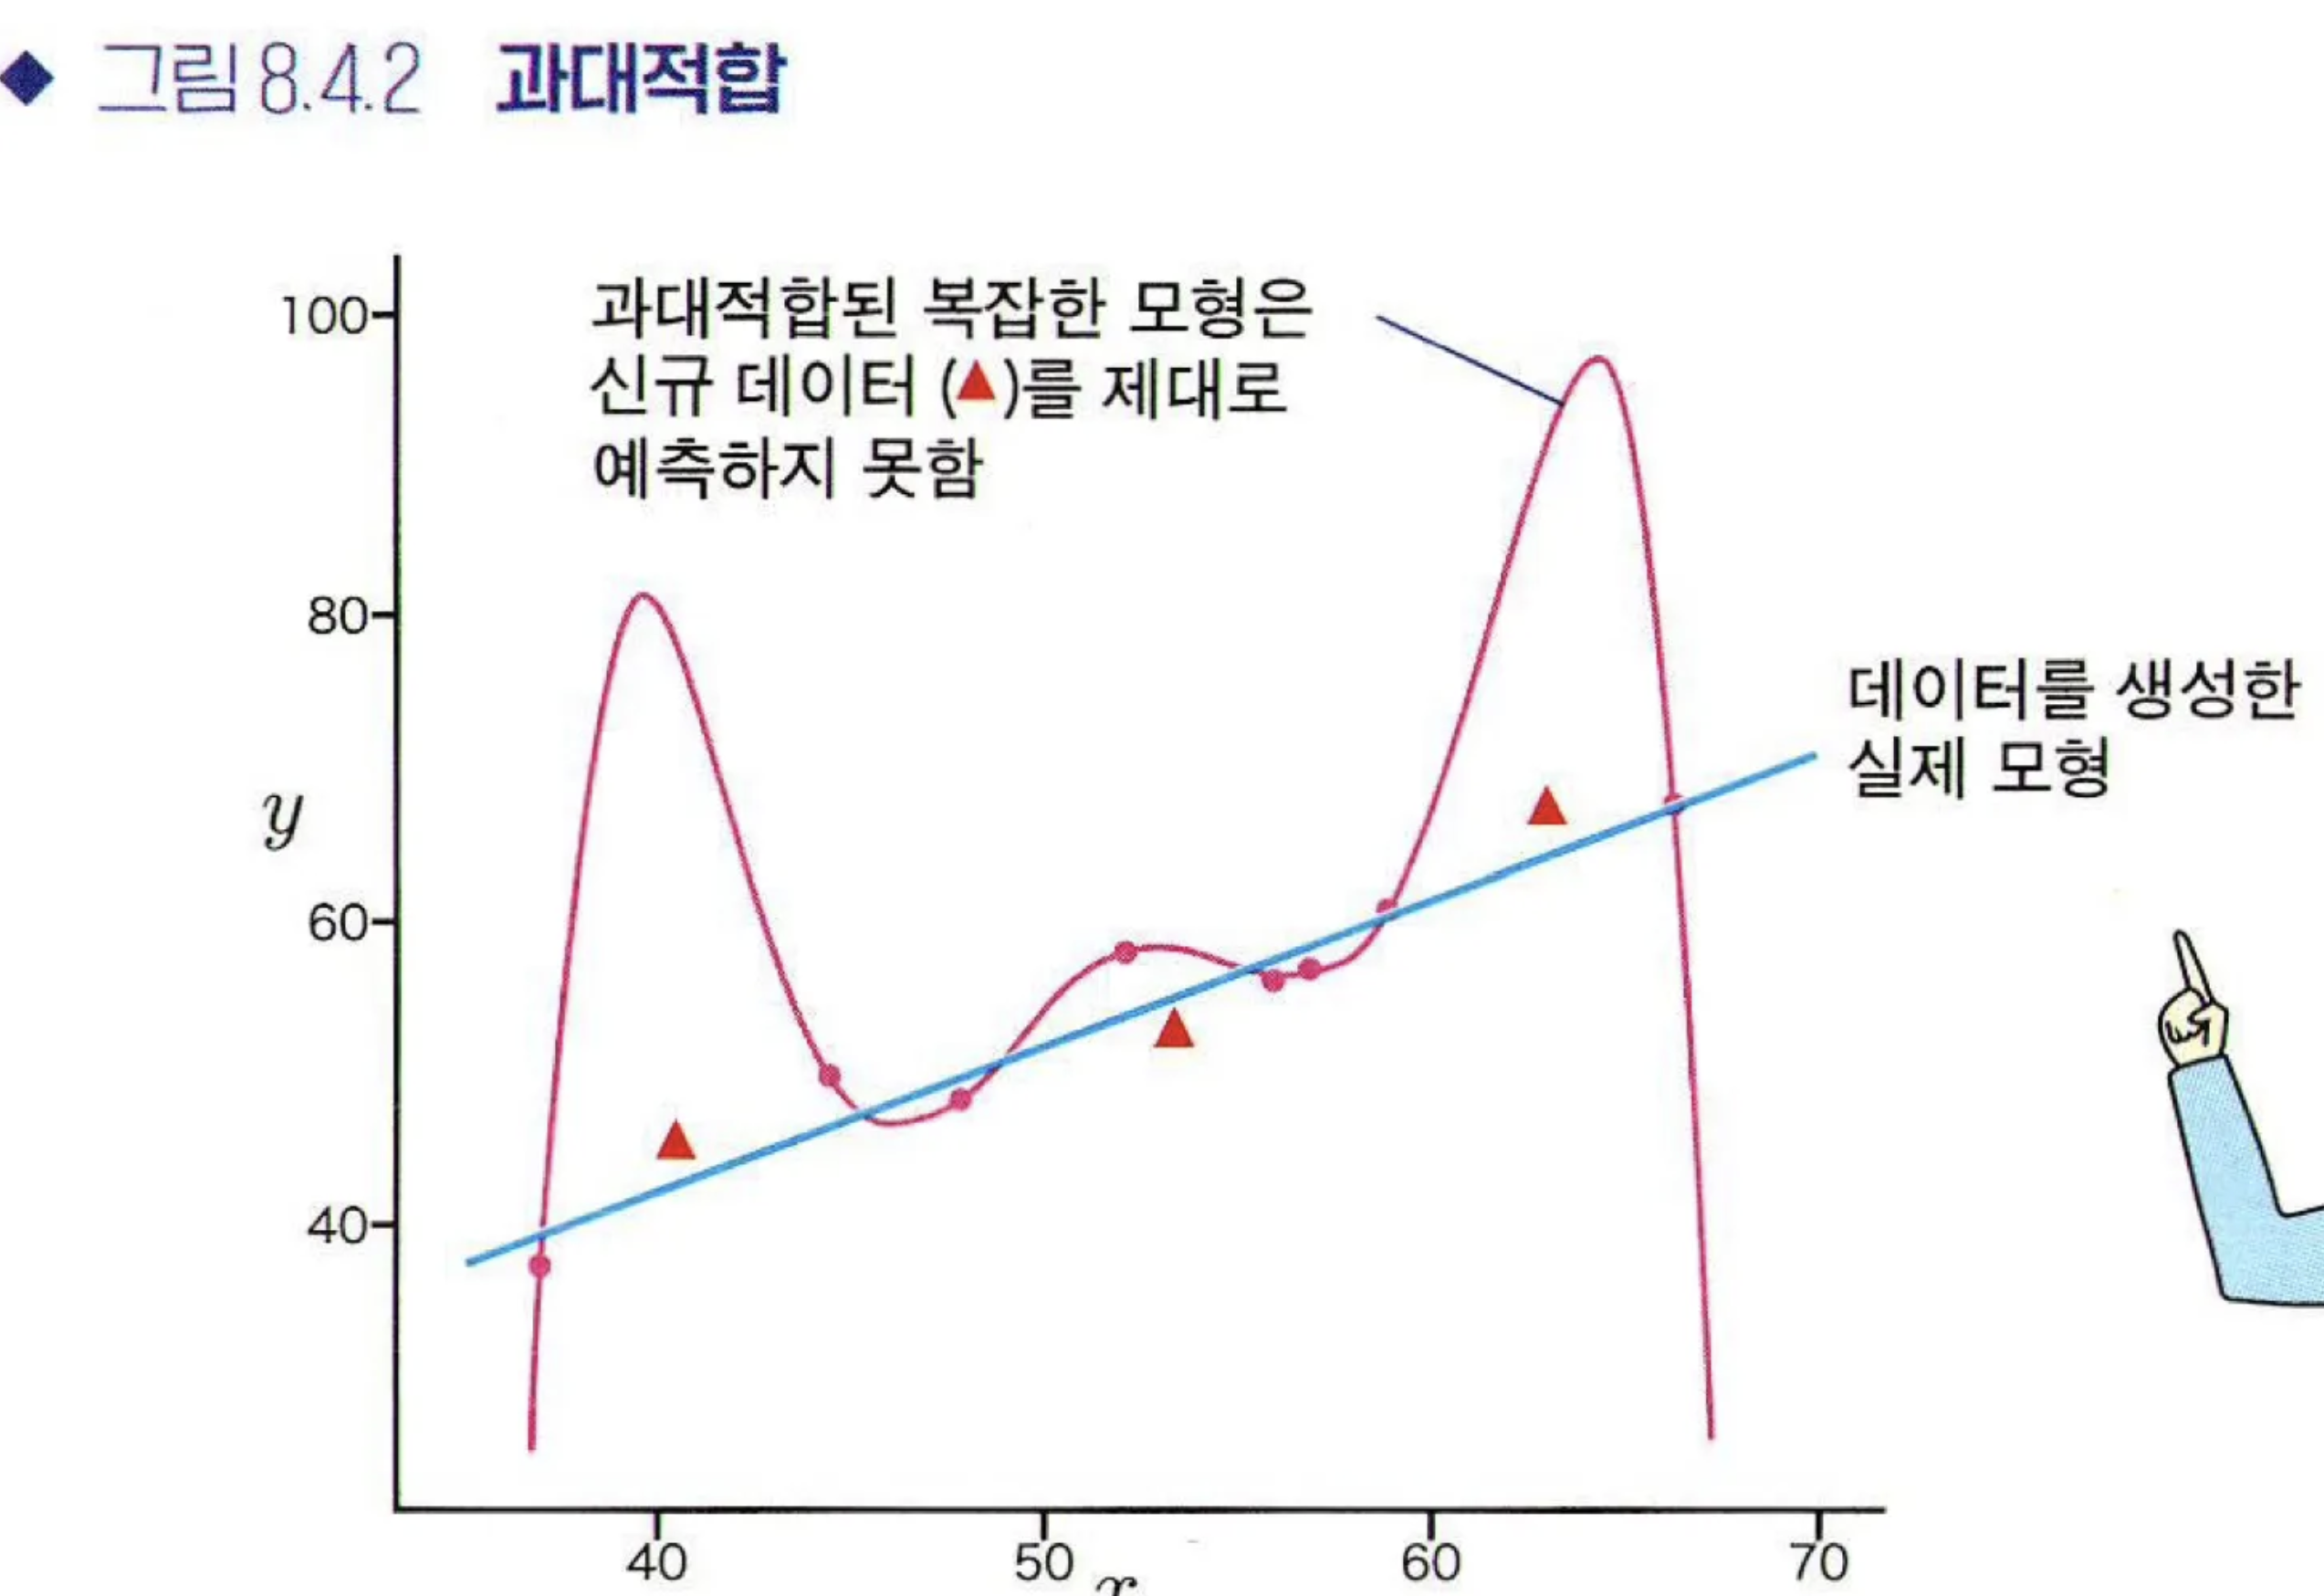 ◆ 그림 8.4.2 과대적합
과대적합된 복잡한 모형은
신규 데이터 (▲)를 제대로
예측하지 못함
100
80
데이터를 생성한
실제 모형
y
60
40
40 50 60 70
x